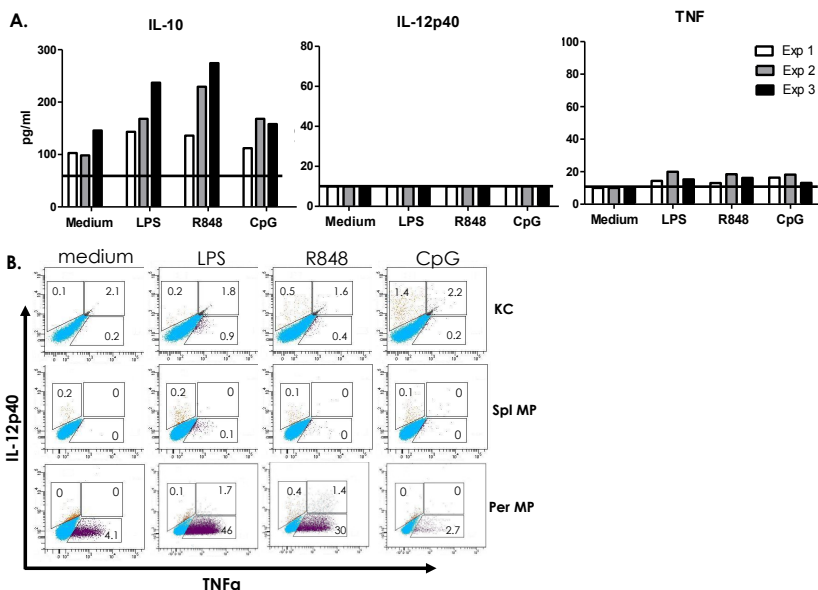 A.
IL-10
IL-12p40
TNF
pg/ml
300
200
100
0
Medium LPS R848 CpG
80
60
40
20
0
Medium LPS R848 CpG
100
80
60
40
20
0
Medium LPS R848 CpG
Exp 1
Exp 2
Exp 3
B.
medium LPS R848 CpG
0.1 2.1 0.2 1.8 0.5 1.6 1.4 2.2
0.2 0.9 0.4 0.2
KC
0.2 0 0.2 0 0.1 0 0.1 0
0 0.1 0 0
Spl MP
0 0 0.1 1.7 0.4 1.4 0 0
4.1 46 30 2.7
Per MP
IL-12p40
TNFα